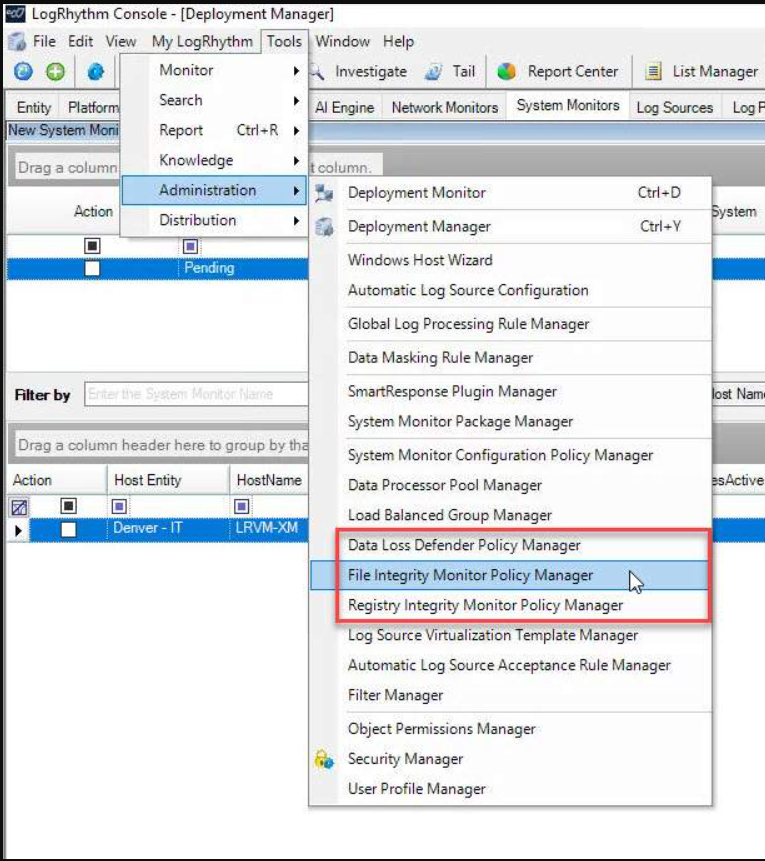 LogRhythm Console - [Deployment Manager]
File Edit View My LogRhythm Tools Window Help
Investigate Tail Report Center List Manager
Entity Platform AI Engine Network Monitors System Monitors Log Sources Log P
New System Moni
Drag a column t column.
Action System
Pending
Monitor
Search
Report Ctrl+R
Knowledge
Administration
Distribution
Deployment Monitor Ctrl+D
Deployment Manager Ctrl+Y
Windows Host Wizard
Automatic Log Source Configuration
Global Log Processing Rule Manager
Data Masking Rule Manager
SmartResponse Plugin Manager
System Monitor Package Manager
System Monitor Configuration Policy Manager
Data Processor Pool Manager
Load Balanced Group Manager
Data Loss Defender Policy Manager
File Integrity Monitor Policy Manager
Registry Integrity Monitor Policy Manager
Log Source Virtualization Template Manager
Automatic Log Source Acceptance Rule Manager
Filter Manager
Object Permissions Manager
Security Manager
User Profile Manager
Filter by Enter the System Monitor Name ost Nam
Drag a column header here to group by tha
Action Host Entity HostName esActive
Denver - IT LRVM-XM